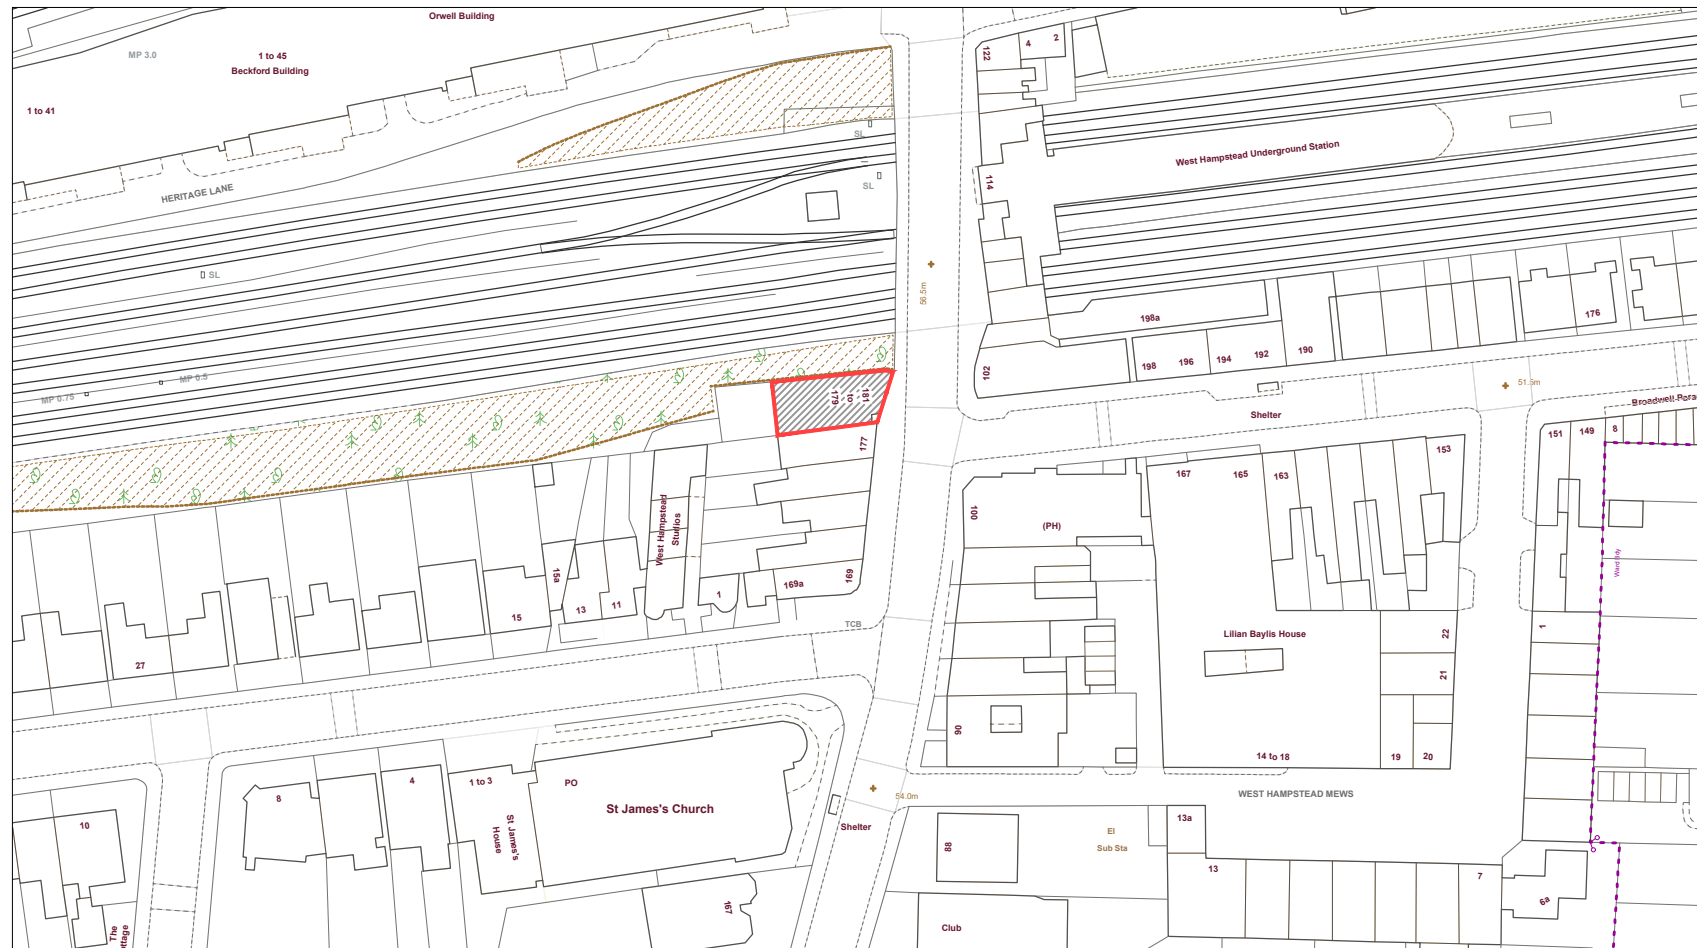 Orwell Building
MP 3.0
1 to 45
Beckford Building
1 to 41
HERITAGE LANE
SL
SL
SL
MP 0.5
MP 0.75
122
4
2
114
West Hampstead Underground Station
56.5m
102
198a
198
196
194
192
190
176
51.5m
Shelter
179
to
181
177
West Hampstead
Studios
169a
169
1
15a
13
11
15
27
TCB
100
(PH)
167
165
163
153
151
149
8
Ward Bdy
Lilian Baylis House
22
21
1
90
14 to 18
19
20
WEST HAMPSTEAD MEWS
54.0m
Shelter
PO
St James's Church
1 to 3
St James's
House
4
8
10
The
167
88
El
Sub Sta
13a
13
7
6a
Club